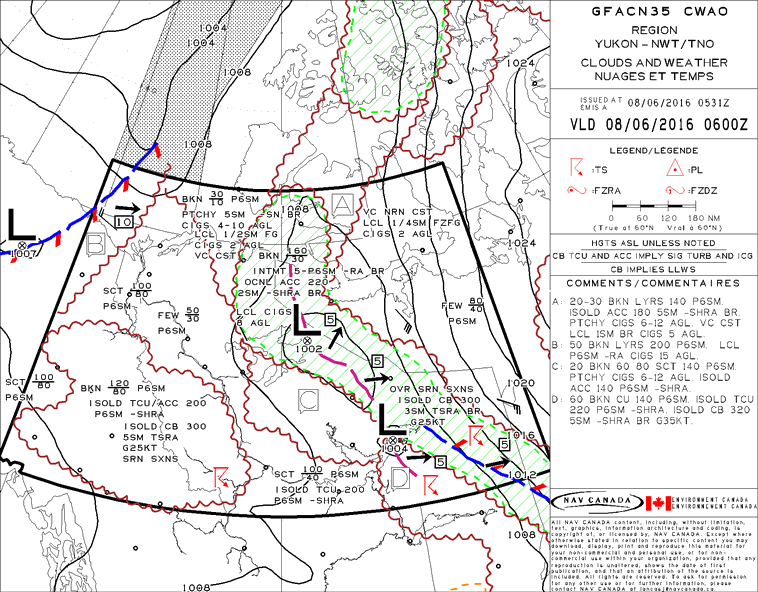 GFACN35 CWAO
REGION
YUKON - NWT/TNO
CLOUDS AND WEATHER
NUAGES ET TEMPS
ISSUED AT 08/06/2016 0531Z
EMIS A
VLD 08/06/2016 0600Z
LEGEND/LEGENDE
:TS :PL
:FZRA :FZDZ
0 60 120 180 NM
(True at 60°N Vrai à 60°N)
HGTS ASL UNLESS NOTED
CB TCU AND ACC IMPLY SIG TURB AND ICG
CB IMPLIES LLWS
COMMENTS/COMMENTAIRES
A: 20-30 BKN LYRS 140 P6SM.
ISOLD ACC 180 5SM -SHRA BR.
PTCHY CIGS 6-12 AGL. VC CST
LCL 1SM BR CIGS 5 AGL.
B: 50 BKN LYRS 200 P6SM. LCL
P6SM -RA CIGS 15 AGL.
C: 20 BKN 60 80 SCT 140 P6SM.
PTCHY CIGS 6-12 AGL. ISOLD
ACC 140 P6SM -SHRA.
D: 60 BKN CU 140 P6SM. ISOLD TCU
220 P6SM -SHRA. ISOLD CB 320
5SM -SHRA BR G35KT.
NAV CANADA
ENVIRONMENT CANADA
ENVIRONNEMENT CANADA
All NAV CANADA content, including, without limitation,
text, graphics, information architecture and coding, is
copyright of, or licensed by, NAV CANADA. Except where
otherwise stated in relation to specific content you may
download, display, print and reproduce this material for
your non-commercial and personal use, or for non-
commercial use within your organization, provided that any
reproduction is unaltered, shows the date of first
publication, and that an attribution of the source is
included. All rights are reserved. To ask for permission
for any other use or for further information, please
contact NAV CANADA at
1004
1004
1008
1008
1024
BKN 30/10 P6SM
PTCHY 5SM -SN BR
CIGS 4-10 AGL
LCL 1/2SM FG
CIGS 2 AGL
VC CST
1008
A
VC NRN CST
LCL 1/4SM FZFG
CIGS 2 AGL
10
B
L
1007
BKN 160/30
INTMT 5-P6SM -RA BR
OCNL ACC 220
2SM -SHRA BR
LCL CIGS
8 AGL
1024
SCT 100/80
P6SM
FEW 50/30
P6SM
FEW 80/40
P6SM
L
1002
5
5
SCT 100/80
P6SM
BKN 120/80 P6SM
ISOLD TCU/ACC 200
P6SM -SHRA
ISOLD CB 300
5SM TSRA
G25KT
SRN SXNS
C
OVR SRN SXNS
ISOLD CB 300
3SM TSRA BR
G25KT
1020
L
1004
5
1016
5
1012
D
SCT 100/40 P6SM
ISOLD TCU 200
P6SM -SHRA
1008
1008